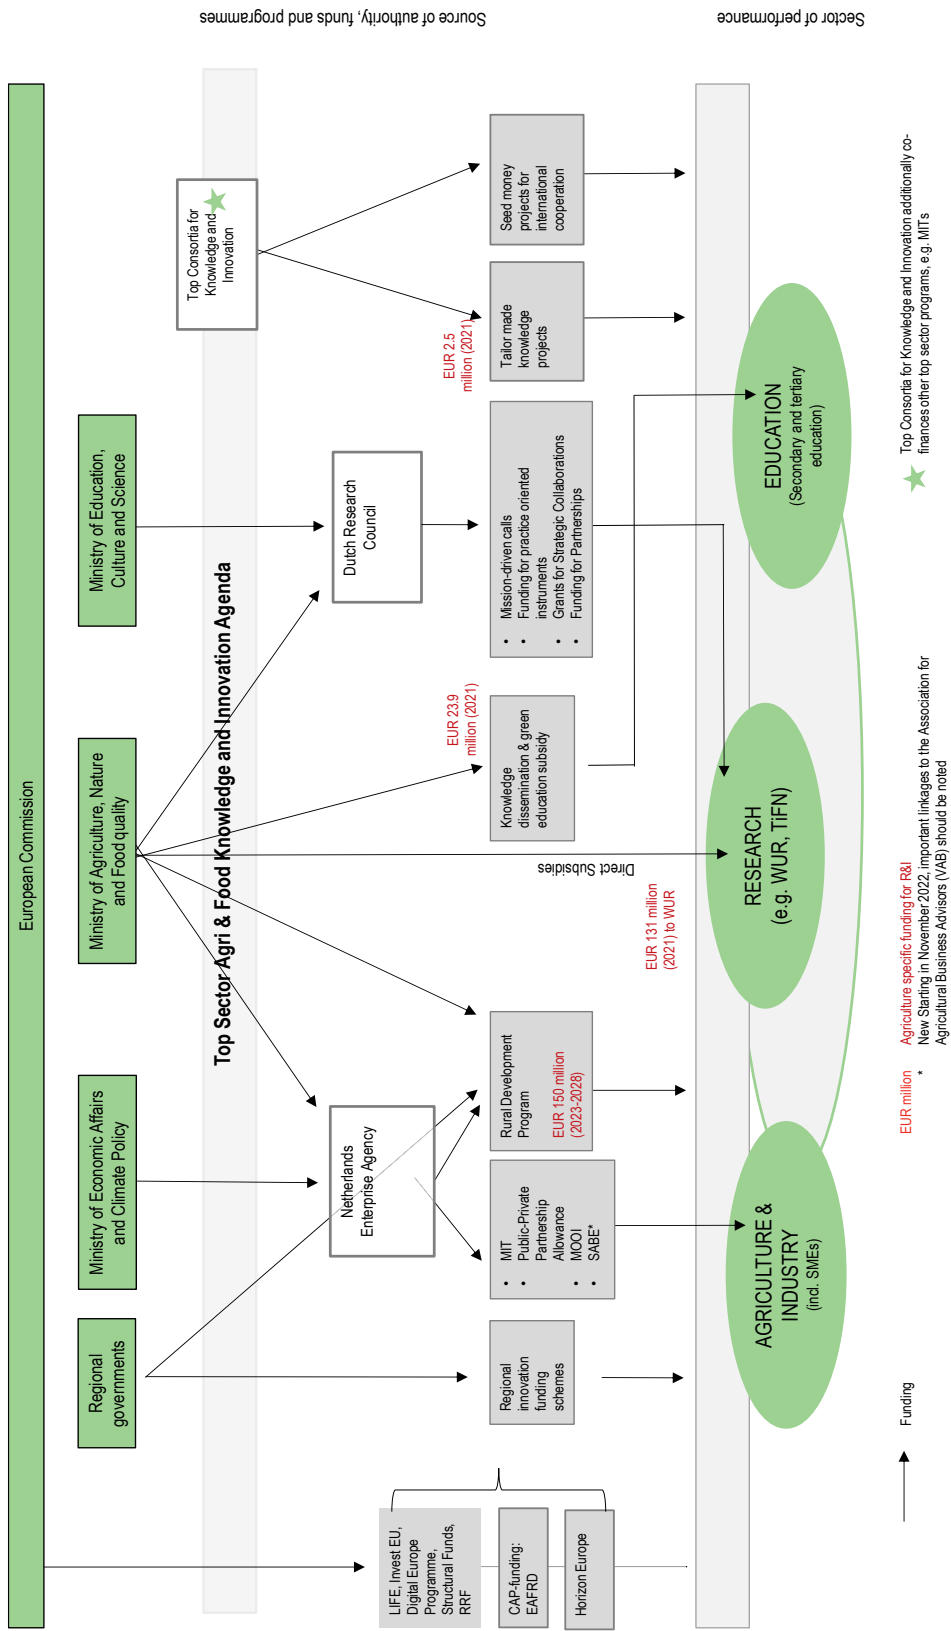 European Commission
Regional
governments
Ministry of Economic Affairs
and Climate Policy
Ministry of Agriculture, Nature
and Food quality
Ministry of Education,
Culture and Science
Top Consortia for
Knowledge and
Innovation
Top Sector Agri & Food Knowledge and Innovation Agenda
Source of authority, funds and programmes
Netherlands
Enterprise Agency
Dutch Research
Council
LIFE, Invest EU,
Digital Europe
Programme,
Structural Funds,
RRF
CAP-funding:
EAFRD
Horizon Europe
Regional
innovation
funding
schemes
• MIT
• Public-Private
Partnership
Allowance
• MOOI
• SABE*
Rural Development
Program
EUR 150 million
(2023-2028)
EUR 23.9
million (2021)
Knowledge
dissemination & green
education subsidy
• Mission-driven calls
• Funding for practice oriented
instruments
• Grants for Strategic Collaborations
• Funding for Partnerships
EUR 2.5
million (2021)
Tailor made
knowledge
projects
Seed money
projects for
international
cooperation
Direct Subsidies
EUR 131 million
(2021) to WUR
Sector of performance
AGRICULTURE &
INDUSTRY
(incl. SMEs)
RESEARCH
(e.g. WUR, TiFN)
EDUCATION
(Secondary and tertiary
education)
Funding
EUR million Agriculture specific funding for R&I
* New Starting in November 2022, important linkages to the Association for
Agricultural Business Advisors (VAB) should be noted
Top Consortia for Knowledge and Innovation additionally co-
finances other top sector programs, e.g. MITs